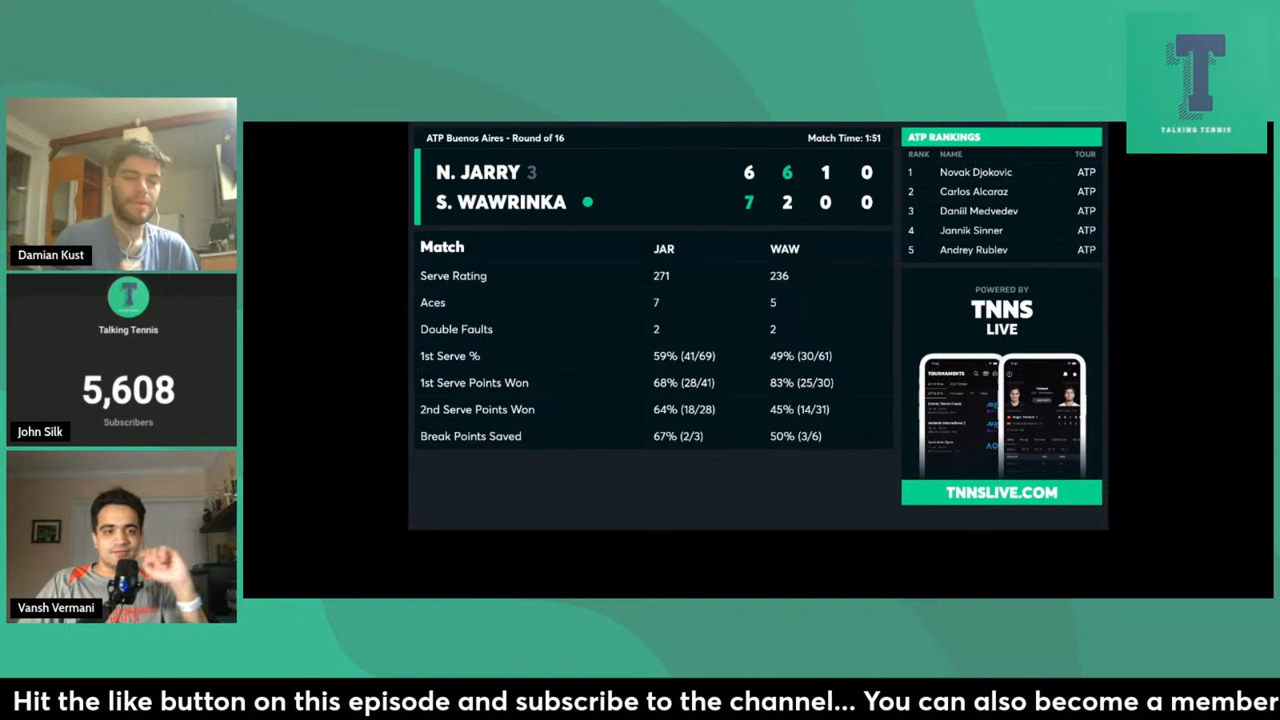 T
TALKING TENNIS
Damian Kust
T
Talking Tennis
5,608
Subscribers
John Silk
Vansh Vermani
ATP Buenos Aires - Round of 16 Match Time: 1:51
N. JARRY 3 6 6 1 0
S. WAWRINKA 7 2 0 0
Match JAR WAW
Serve Rating 271 236
Aces 7 5
Double Faults 2 2
1st Serve % 59% (41/69) 49% (30/61)
1st Serve Points Won 68% (28/41) 83% (25/30)
2nd Serve Points Won 64% (18/28) 45% (14/31)
Break Points Saved 67% (2/3) 50% (3/6)
ATP RANKINGS
RANK NAME TOUR
1 Novak Djokovic ATP
2 Carlos Alcaraz ATP
3 Daniil Medvedev ATP
4 Jannik Sinner ATP
5 Andrey Rublev ATP
POWERED BY
TNNS
LIVE
TOURNAMENTS
TNNSLIVE.COM
Hit the like button on this episode and subscribe to the channel... You can also become a member